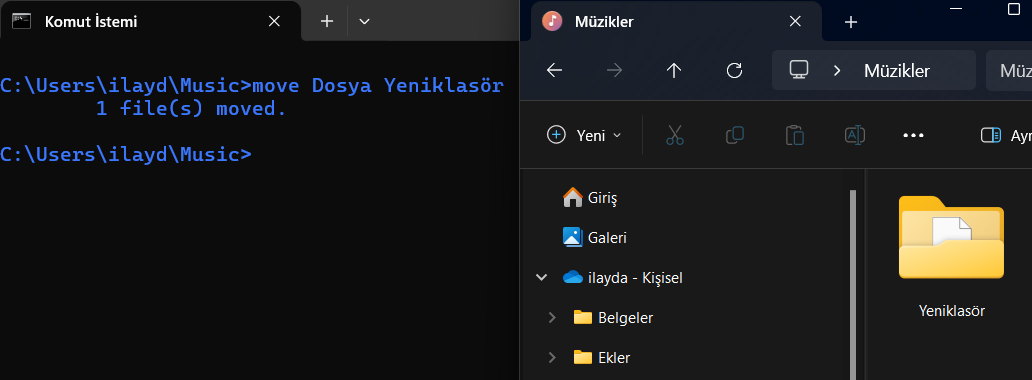 Komut İstemi
C:\Users\ilayd\Music>move Dosya Yeniklasör
1 file(s) moved.
C:\Users\ilayd\Music>
Müzikler
Müzikler
Müz
Yeni
Ayr
Giriş
Galeri
ilayda - Kişisel
Belgeler
Ekler
Yeniklasör